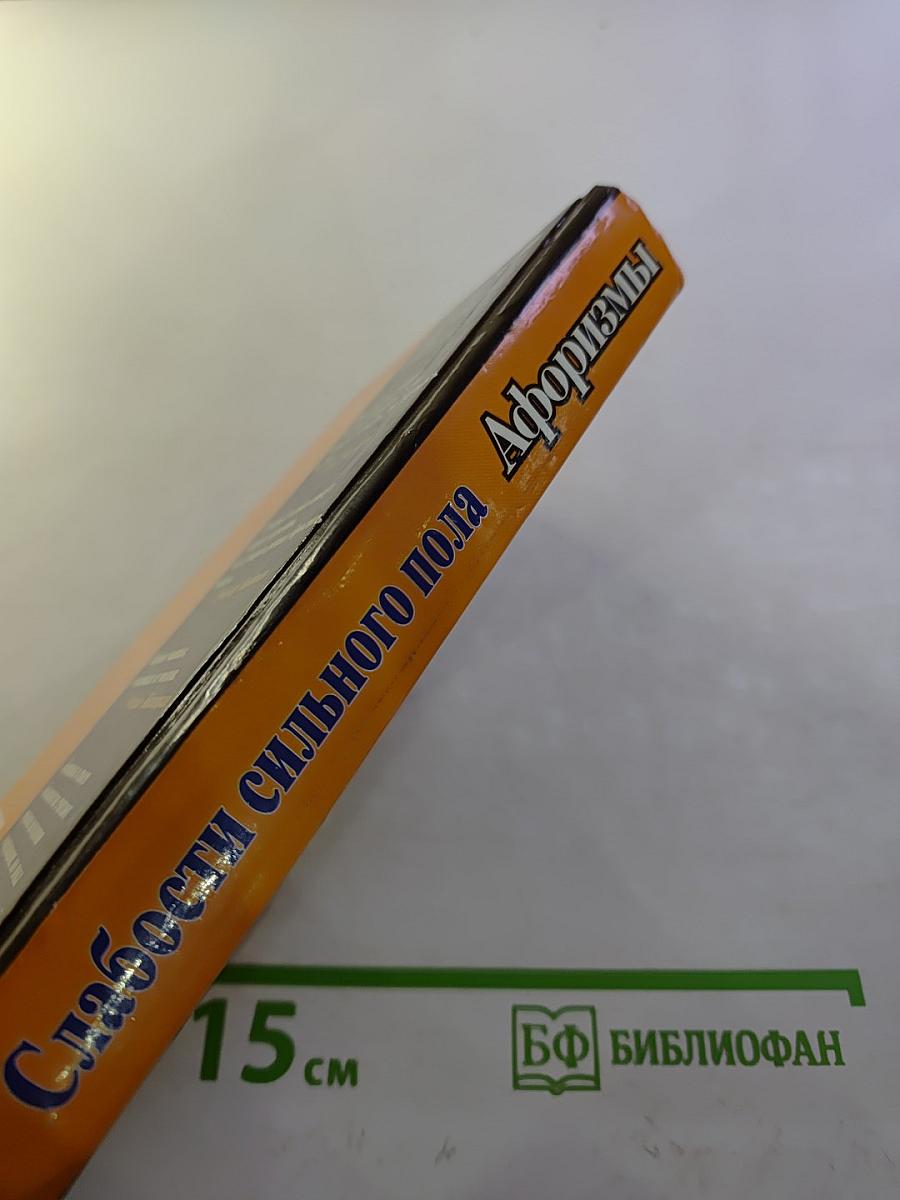 Слабости сильного пола Афоризмы
15 см
БФ БИБЛИОФАН